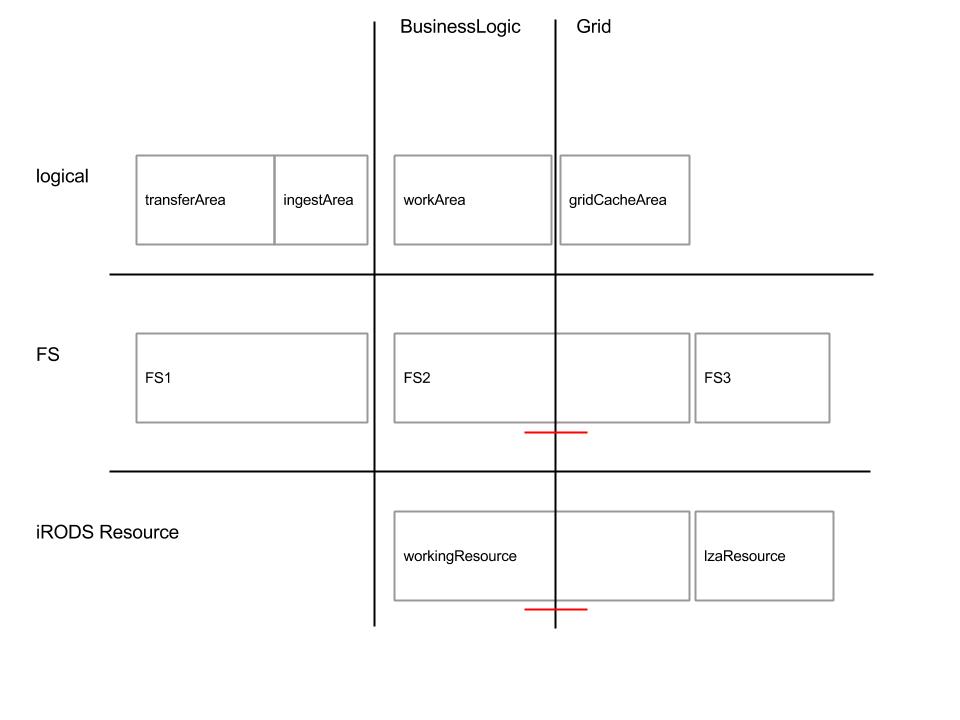 BusinessLogic
Grid
logical
transferArea
ingestArea
workArea
gridCacheArea
FS
FS1
FS2
FS3
iRODS Resource
workingResource
lzaResource